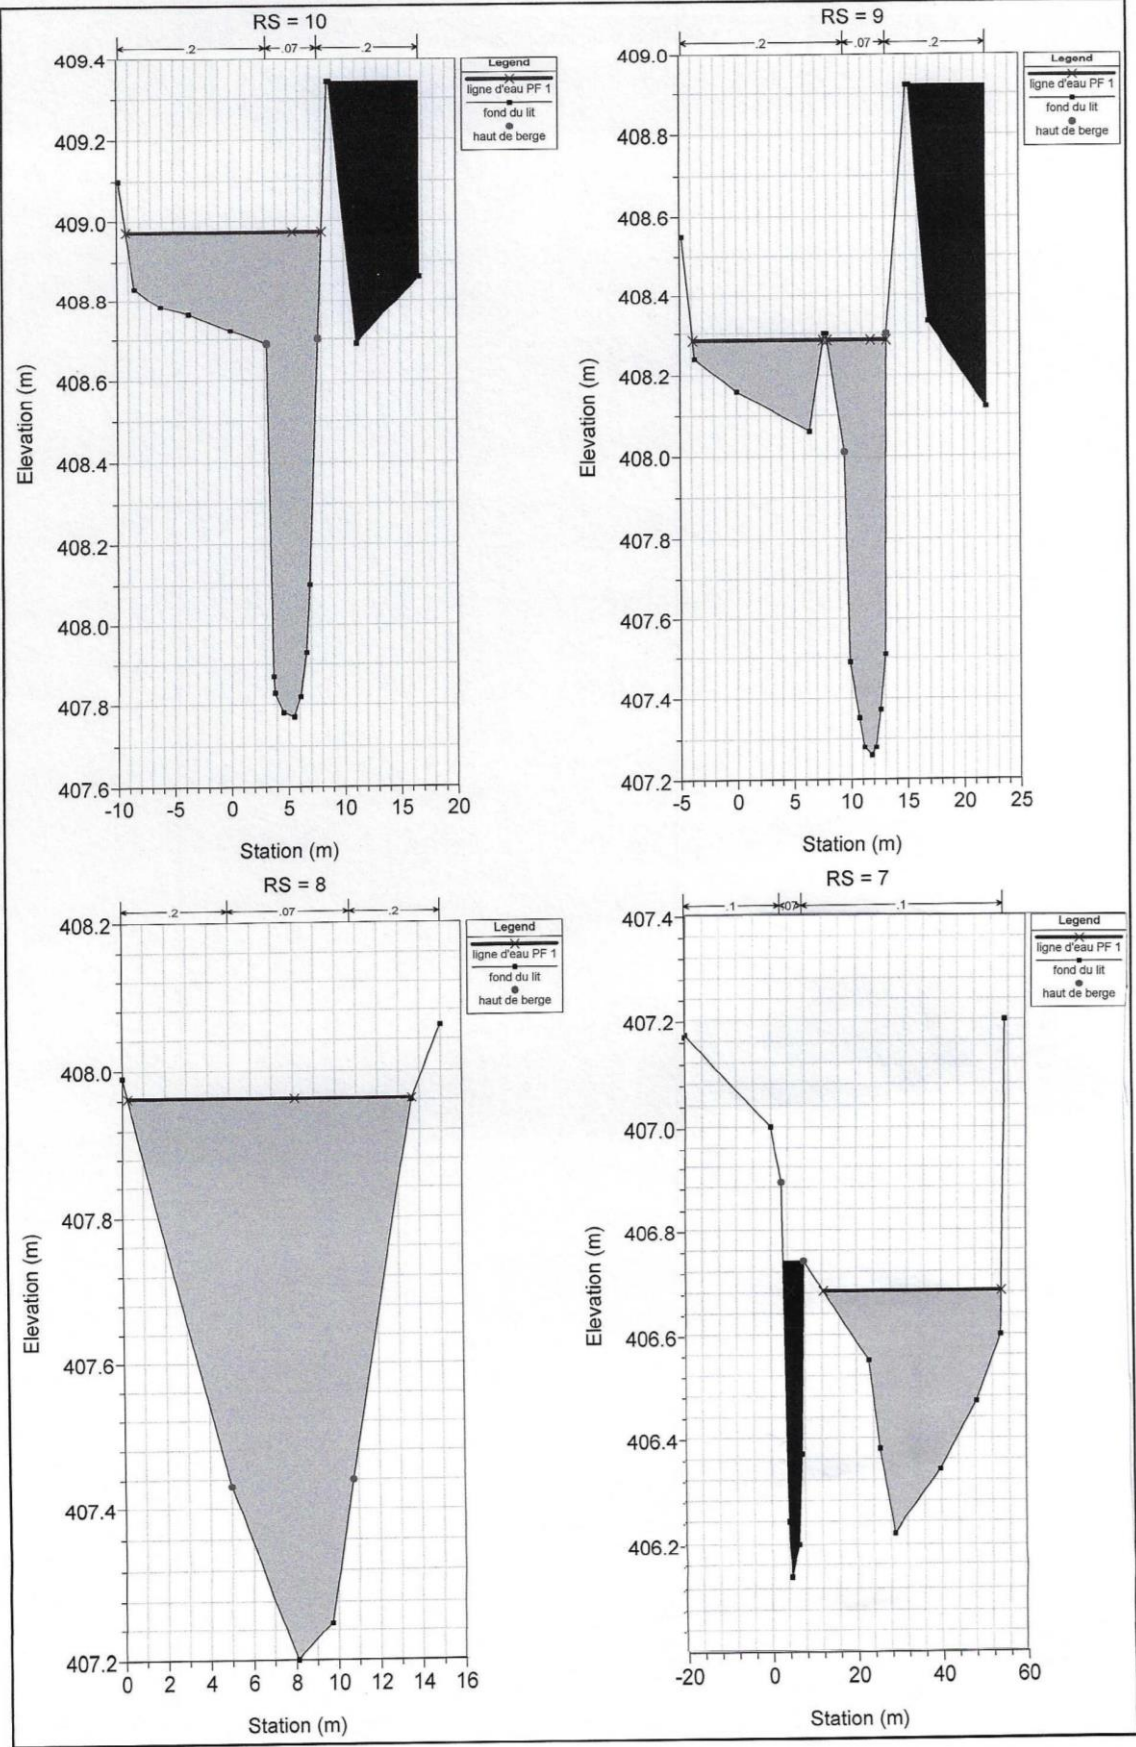 RS = 10
.2 .07 .2
409.4
409.2
409.0
408.8
408.6
408.4
408.2
408.0
407.8
407.6
-10 -5 0 5 10 15 20
Elevation (m)
Station (m)
Legend
ligne d'eau PF 1
fond du lit
haut de berge
RS = 9
.2 .07 .2
409.0
408.8
408.6
408.4
408.2
408.0
407.8
407.6
407.4
407.2
-5 0 5 10 15 20 25
Elevation (m)
Station (m)
Legend
ligne d'eau PF 1
fond du lit
haut de berge
RS = 8
.2 .07 .2
408.2
408.0
407.8
407.6
407.4
407.2
0 2 4 6 8 10 12 14 16
Elevation (m)
Station (m)
Legend
ligne d'eau PF 1
fond du lit
haut de berge
RS = 7
.1 .07 .1
407.4
407.2
407.0
406.8
406.6
406.4
406.2
-20 0 20 40 60
Elevation (m)
Station (m)
Legend
ligne d'eau PF 1
fond du lit
haut de berge